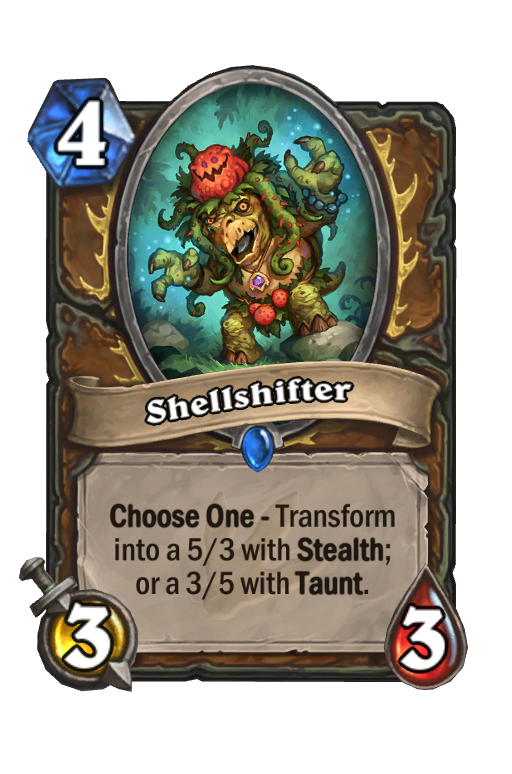 4
Shellshifter
Choose One - Transform
into a 5/3 with Stealth;
or a 3/5 with Taunt.
3
3